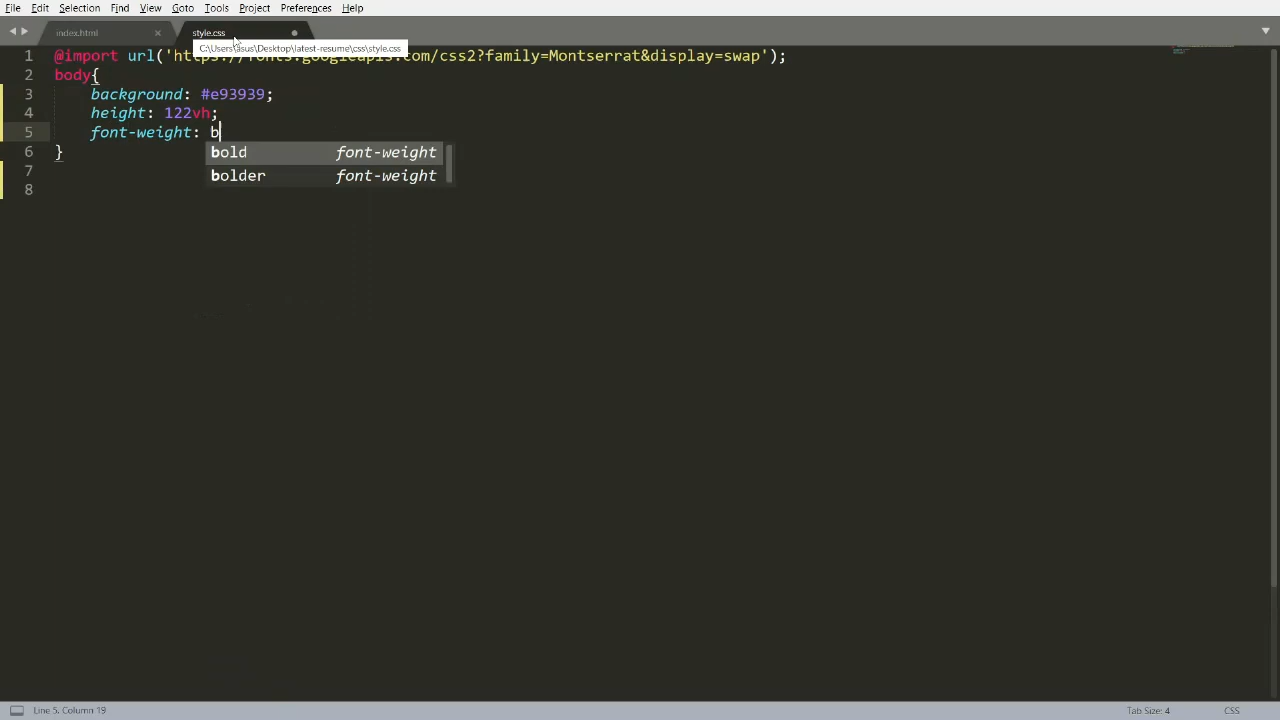 File Edit Selection Find View Goto Tools Project Preferences Help
index.html style.css
C:\Users\asus\Desktop\latest-resume\css\style.css
1 @import url('https://fonts.googleapis.com/css2?family=Montserrat&display=swap');
2 body{
3 background: #e93939;
4 height: 122vh;
5 font-weight: b
bold font-weight
6 }
7 bolder font-weight
8
Line 5, Column 19 Tab Size: 4 CSS